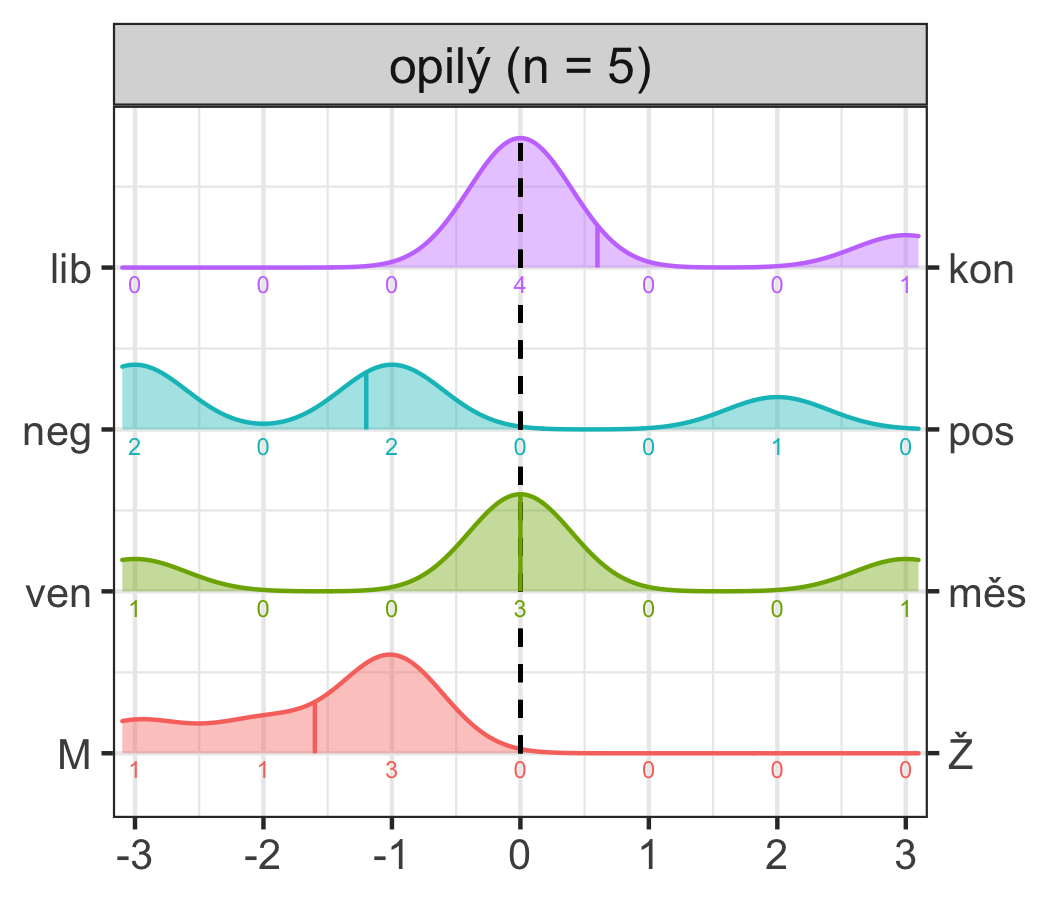 opilý (n = 5)
lib kon
0 0 0 4 0 0 1
neg pos
2 0 2 0 0 1 0
ven měs
1 0 0 3 0 0 1
M Ž
1 1 3 0 0 0 0
-3 -2 -1 0 1 2 3